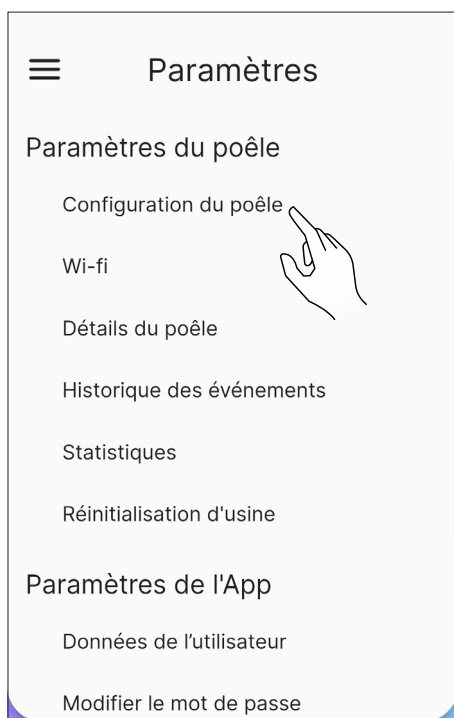 Paramètres
Paramètres du poêle
Configuration du poêle
Wi-fi
Détails du poêle
Historique des événements
Statistiques
Réinitialisation d'usine
Paramètres de l'App
Données de l’utilisateur
Modifier le mot de passe